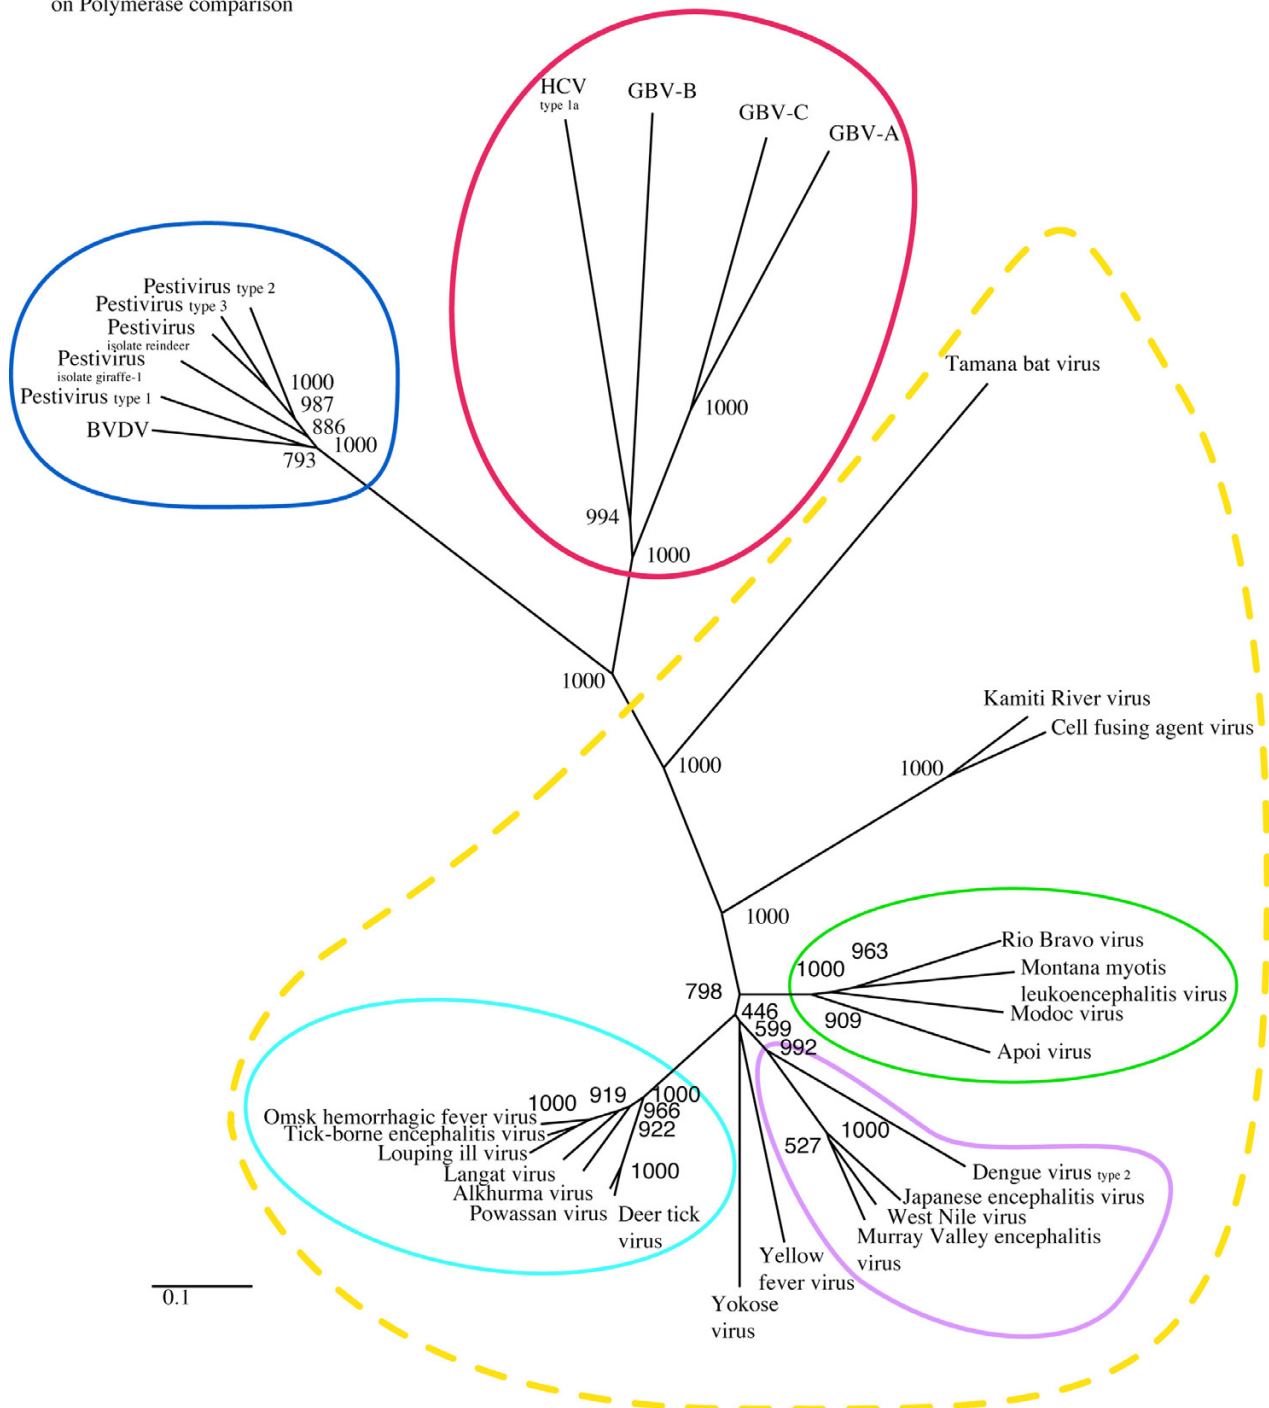 on Polymerase comparison
HCV
type 1a
GBV-B
GBV-C
GBV-A
Pestivirus type 2
Pestivirus type 3
Pestivirus
isolate reindeer
Pestivirus
isolate giraffe-1
Pestivirus type 1
BVDV
1000
987
886
1000
793
Tamana bat virus
1000
994
1000
1000
1000
Kamiti River virus
Cell fusing agent virus
1000
1000
963
1000
Rio Bravo virus
Montana myotis
leukoencephalitis virus
Modoc virus
909
Apoi virus
798
446
599
992
1000
919
1000
966
922
Omsk hemorrhagic fever virus
Tick-borne encephalitis virus
Louping ill virus
Langat virus
Alkhurma virus
Powassan virus
1000
Deer tick
virus
527
1000
Dengue virus type 2
Japanese encephalitis virus
West Nile virus
Murray Valley encephalitis
virus
Yellow
fever virus
Yokose
virus
0.1